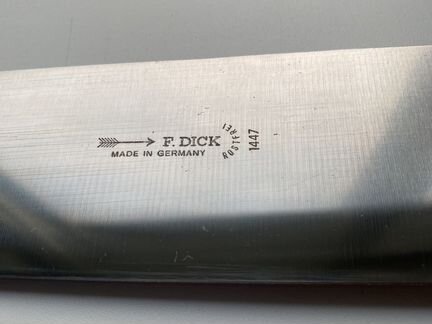 F. DICK
MADE IN GERMANY
ROSTFREI
1447